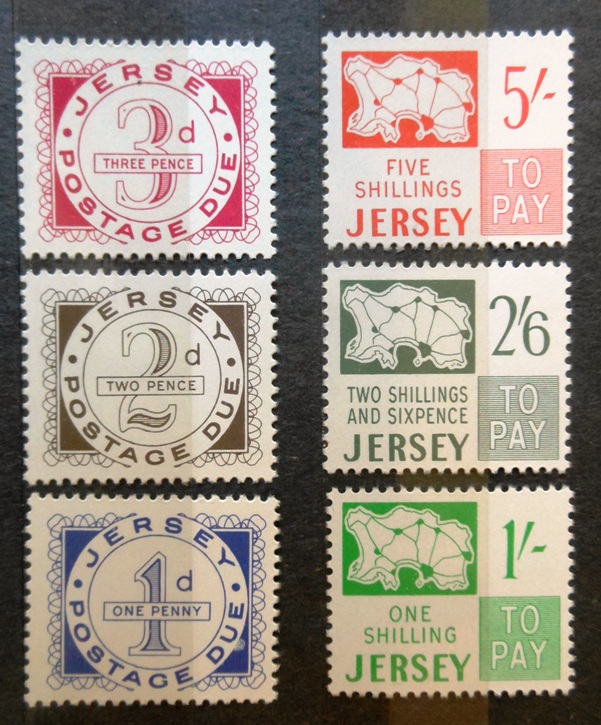 JERSEY
3d
THREE PENCE
• POSTAGE DUE •
5/-
FIVE
SHILLINGS
JERSEY
TO
PAY
JERSEY
2d
TWO PENCE
• POSTAGE DUE •
2/6
TWO SHILLINGS
AND SIXPENCE
JERSEY
TO
PAY
JERSEY
1d
ONE PENNY
• POSTAGE DUE •
1/-
ONE
SHILLING
JERSEY
TO
PAY